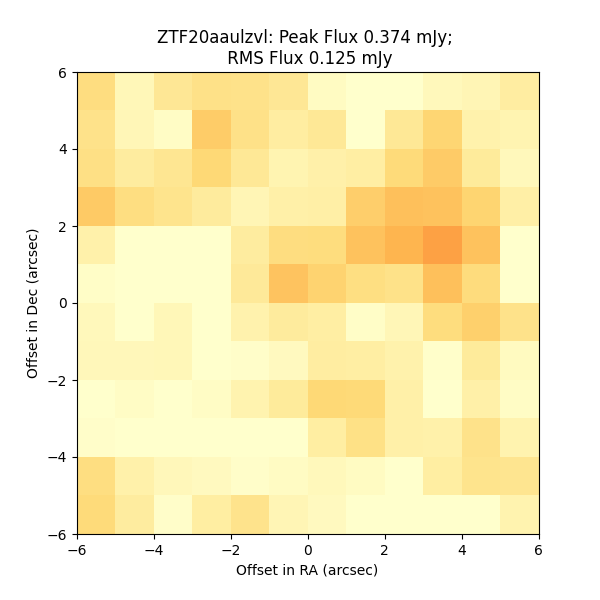 ZTF20aaulzvl: Peak Flux 0.374 mJy;
RMS Flux 0.125 mJy
6
4
2
0
−2
−4
−6
Offset in Dec (arcsec)
−6 −4 −2 0 2 4 6
Offset in RA (arcsec)